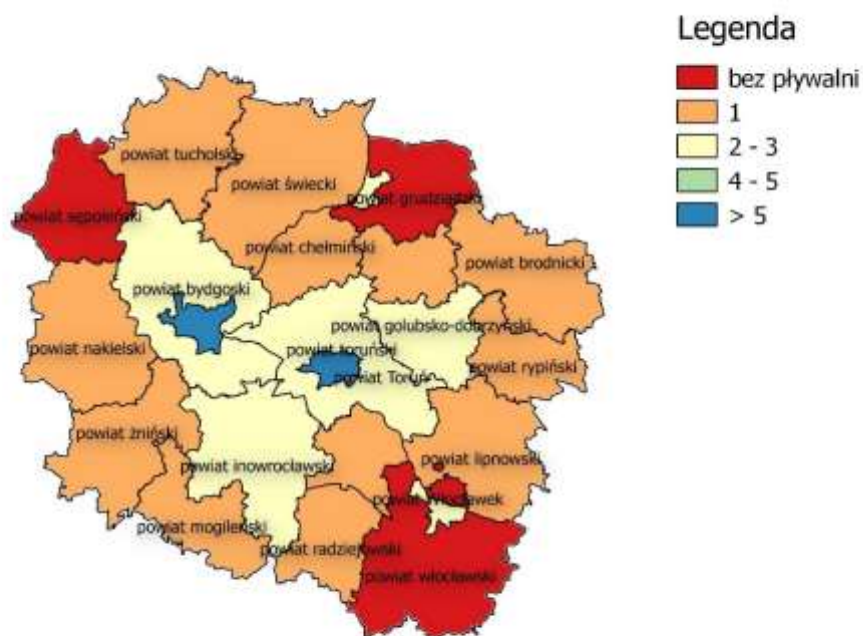 Legenda
bez pływalni
1
2 - 3
4 - 5
> 5
powiat tucholski
powiat świecki
powiat grudziądzki
powiat sępoleński
powiat chełmiński
powiat brodnicki
powiat bydgoski
powiat golubsko-dobrzyński
powiat nakielski
powiat toruński
powiat rypiński
powiat Toruń
powiat żniński
powiat lipnowski
powiat inowrocławski
powiat Włocławek
powiat mogileński
powiat radziejowski
powiat włocławski